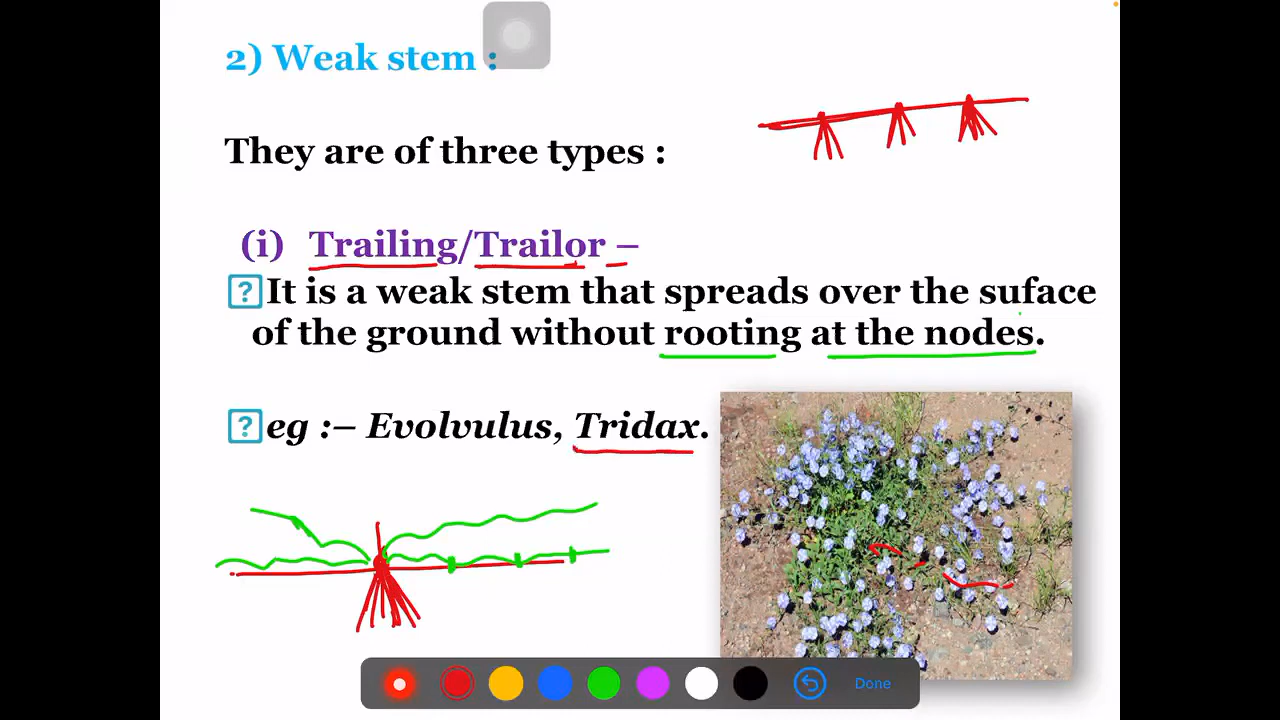 2) Weak stem :
They are of three types :
(i) Trailing/Trailor –
?It is a weak stem that spreads over the suface
of the ground without rooting at the nodes.
?eg :– Evolvulus, Tridax.
Done